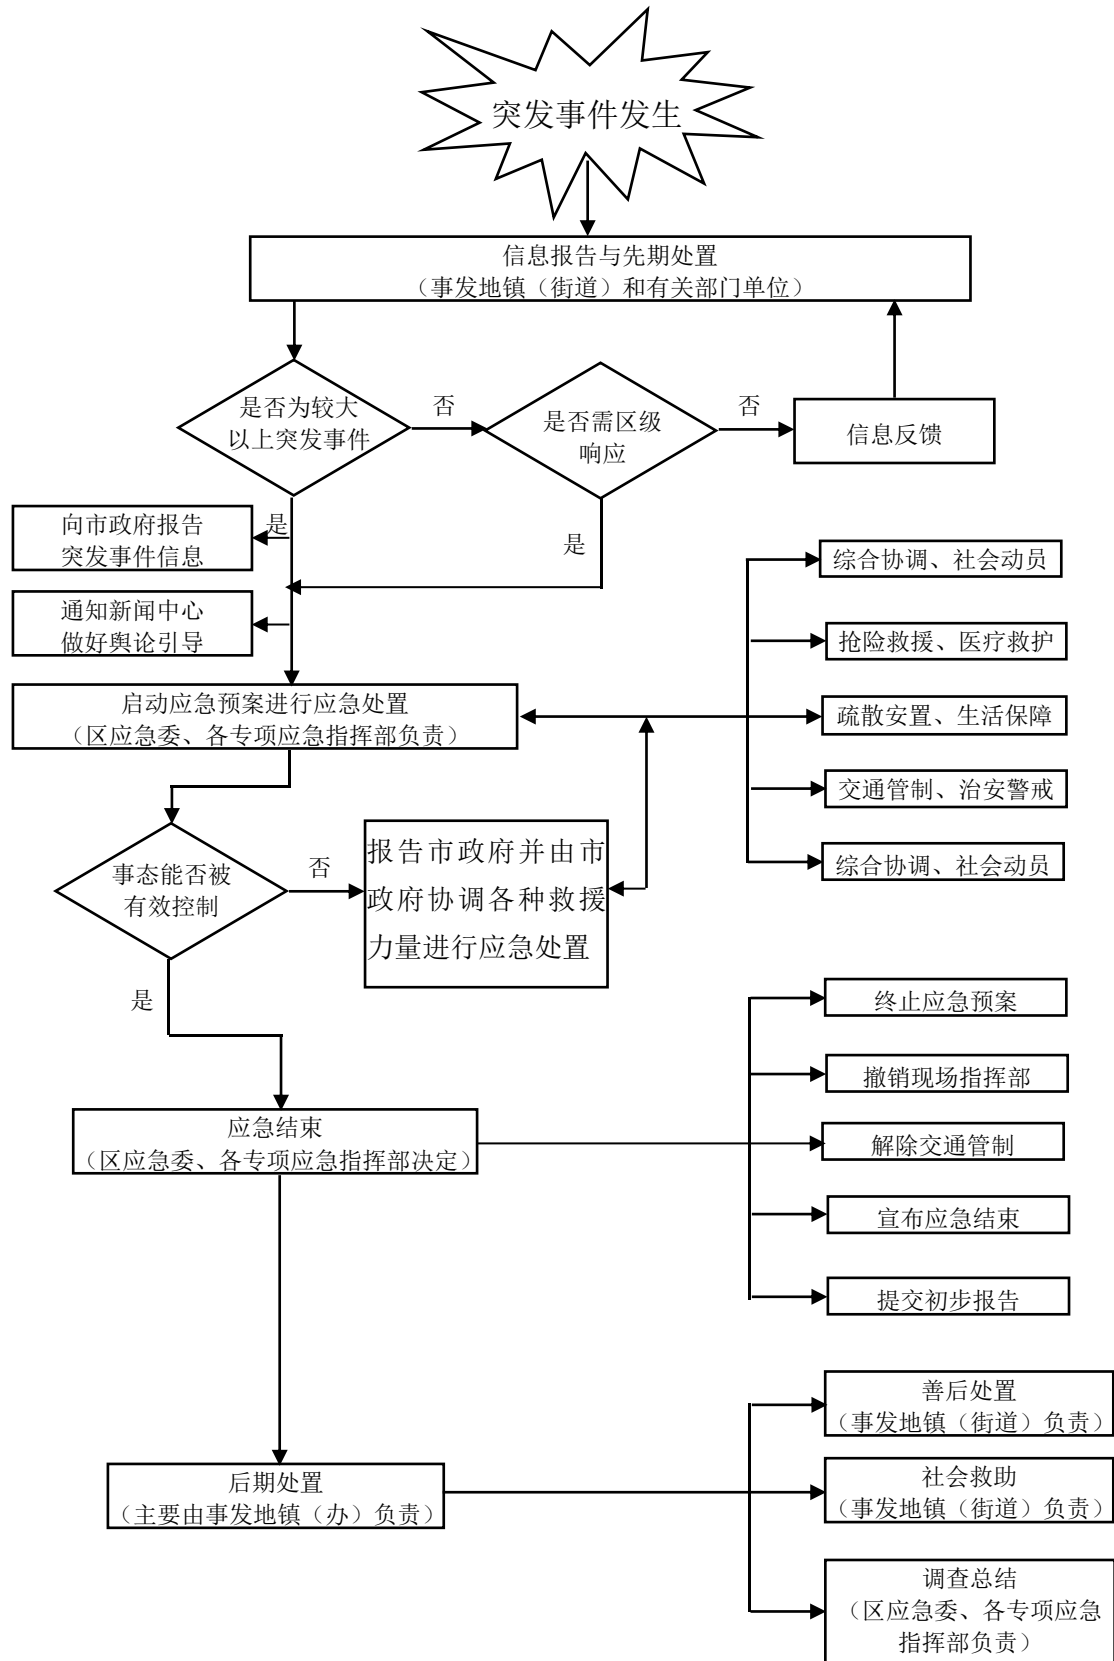 突发事件发生
信息报告与先期处置
（事发地镇（街道）和有关部门单位）
是否为较大
以上突发事件
否
是否需区级
响应
否
信息反馈
向市政府报告
突发事件信息
是
是
通知新闻中心
做好舆论引导
综合协调、社会动员
抢险救援、医疗救护
启动应急预案进行应急处置
（区应急委、各专项应急指挥部负责）
疏散安置、生活保障
交通管制、治安警戒
综合协调、社会动员
事态能否被
有效控制
否
报告市政府并由市
政府协调各种救援
力量进行应急处置
是
终止应急预案
撤销现场指挥部
应急结束
（区应急委、各专项应急指挥部决定）
解除交通管制
宣布应急结束
提交初步报告
善后处置
（事发地镇（街道）负责）
后期处置
（主要由事发地镇（办）负责）
社会救助
（事发地镇（街道）负责）
调查总结
（区应急委、各专项应急
指挥部负责）